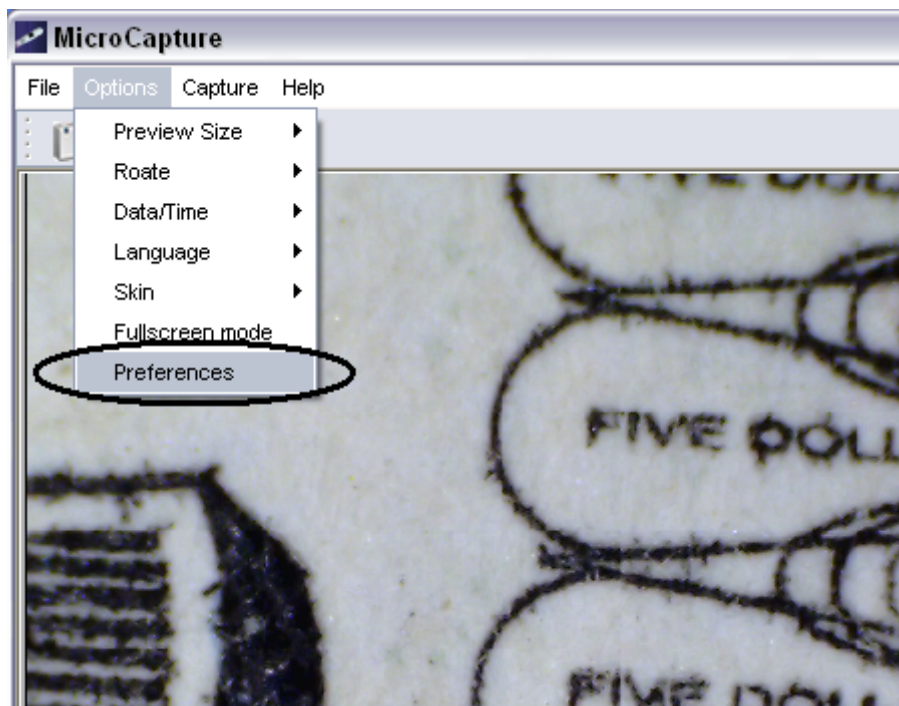 MicroCapture
File Options Capture Help
Preview Size
Roate
Data/Time
Language
Skin
Fullscreen mode
Preferences
FIVE DOLL